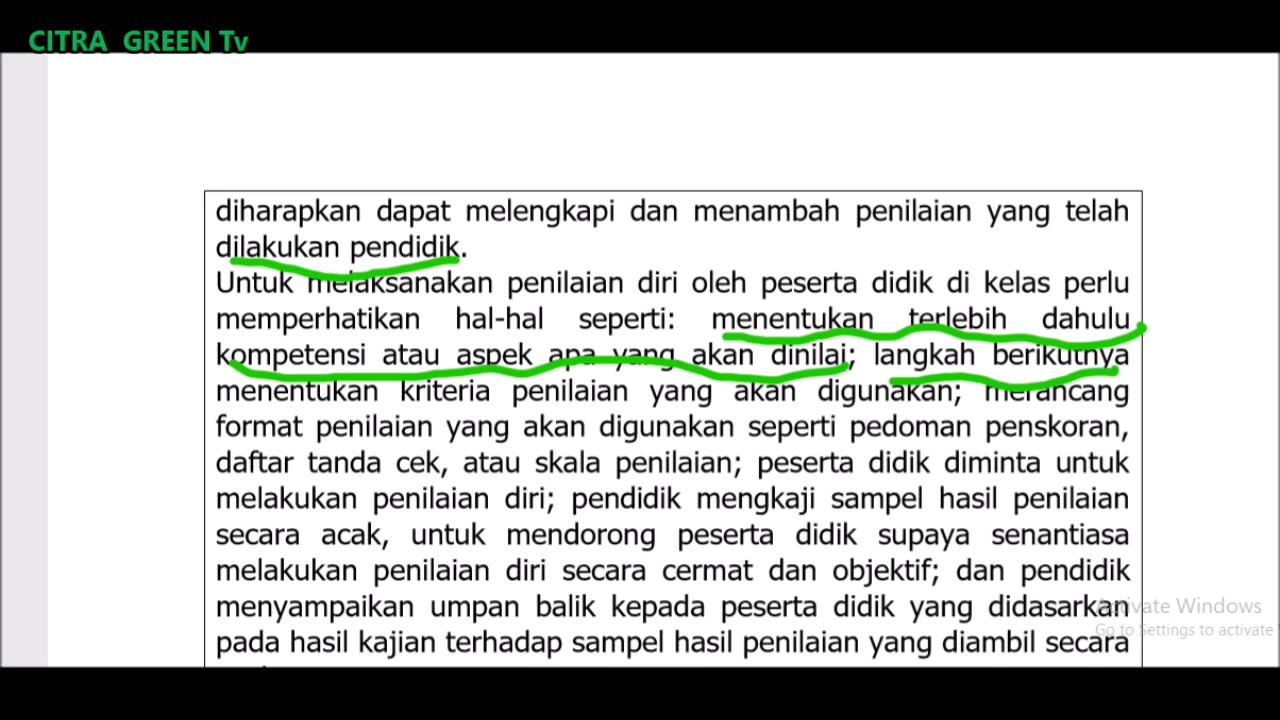 CITRA GREEN Tv
diharapkan dapat melengkapi dan menambah penilaian yang telah
dilakukan pendidik.
Untuk melaksanakan penilaian diri oleh peserta didik di kelas perlu
memperhatikan hal-hal seperti: menentukan terlebih dahulu
kompetensi atau aspek apa yang akan dinilai; langkah berikutnya
menentukan kriteria penilaian yang akan digunakan; merancang
format penilaian yang akan digunakan seperti pedoman penskoran,
daftar tanda cek, atau skala penilaian; peserta didik diminta untuk
melakukan penilaian diri; pendidik mengkaji sampel hasil penilaian
secara acak, untuk mendorong peserta didik supaya senantiasa
melakukan penilaian diri secara cermat dan objektif; dan pendidik
menyampaikan umpan balik kepada peserta didik yang didasarkan
pada hasil kajian terhadap sampel hasil penilaian yang diambil secara
Activate Windows
Go to Settings to activate